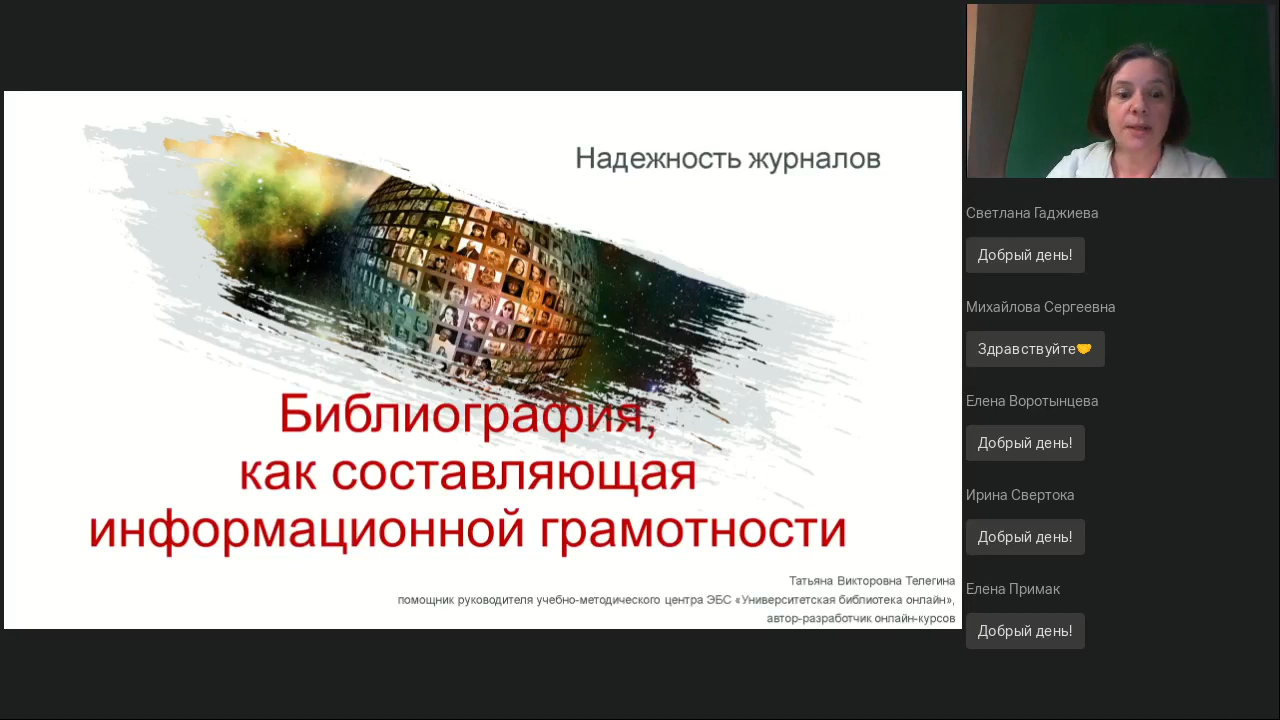 Надежность журналов
Библиография,
как составляющая
информационной грамотности
Татьяна Викторовна Телегина
помощник руководителя учебно-методического центра ЭБС «Университетская библиотека онлайн»,
автор-разработчик онлайн-курсов
Светлана Гаджиева
Добрый день!
Михайлова Сергеевна
Здравствуйте🤝
Елена Воротынцева
Добрый день!
Ирина Свертока
Добрый день!
Елена Примак
Добрый день!